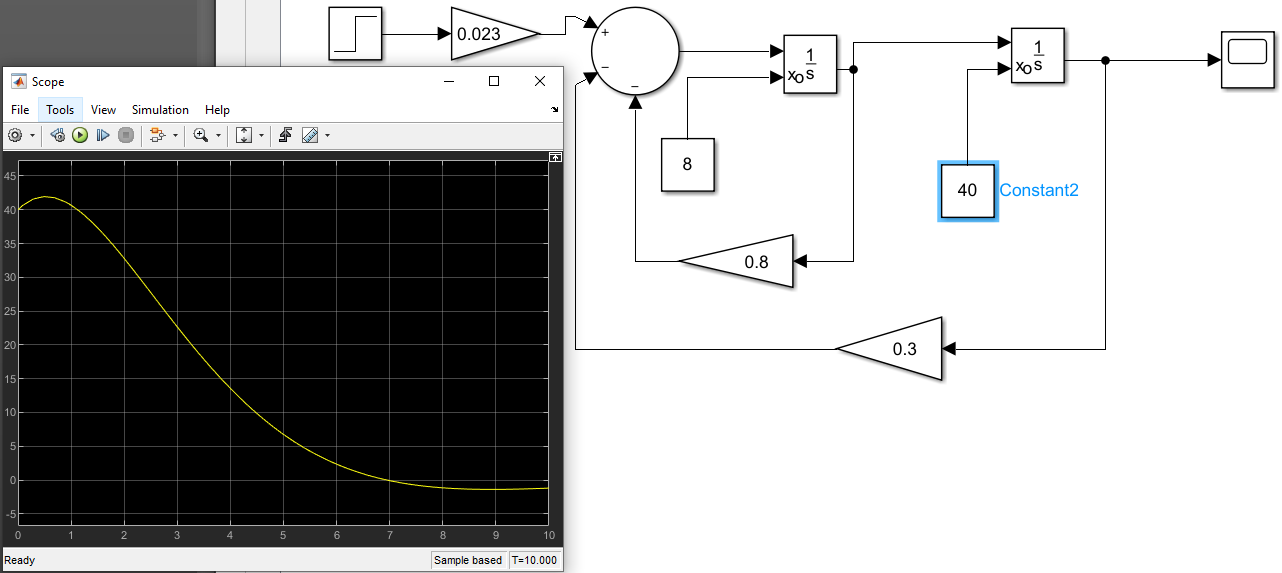 Scope
File Tools View Simulation Help
45
40
35
30
25
20
15
10
5
0
-5
0 1 2 3 4 5 6 7 8 9 10
Ready
Sample based T=10.000
0.023
+
−
−
8
xo 1/s
xo 1/s
40 Constant2
0.8
0.3